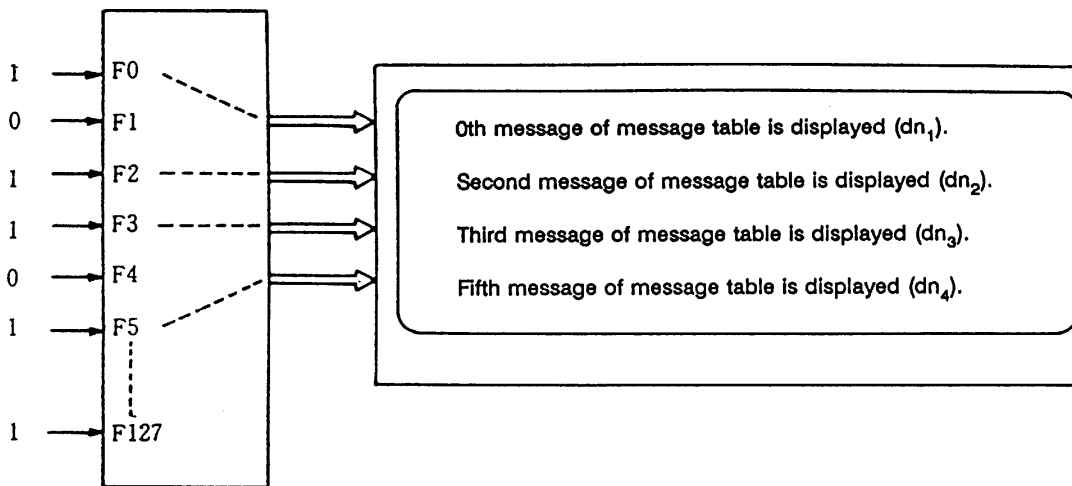 1 F0
0 F1
1 F2
1 F3
0 F4
1 F5
1 F127
0th message of message table is displayed (dn₁).
Second message of message table is displayed (dn₂).
Third message of message table is displayed (dn₃).
Fifth message of message table is displayed (dn₄).